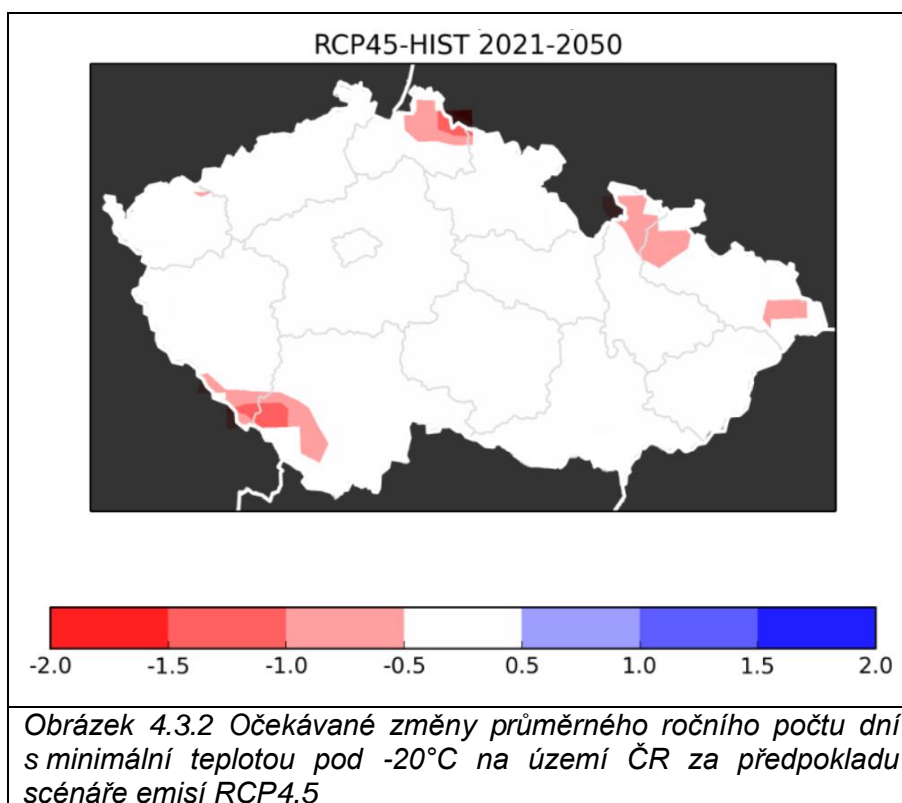 RCP45-HIST 2021-2050
-2.0 -1.5 -1.0 -0.5 0.5 1.0 1.5 2.0
Obrázek 4.3.2 Očekávané změny průměrného ročního počtu dní
s minimální teplotou pod -20°C na území ČR za předpokladu
scénáře emisí RCP4.5